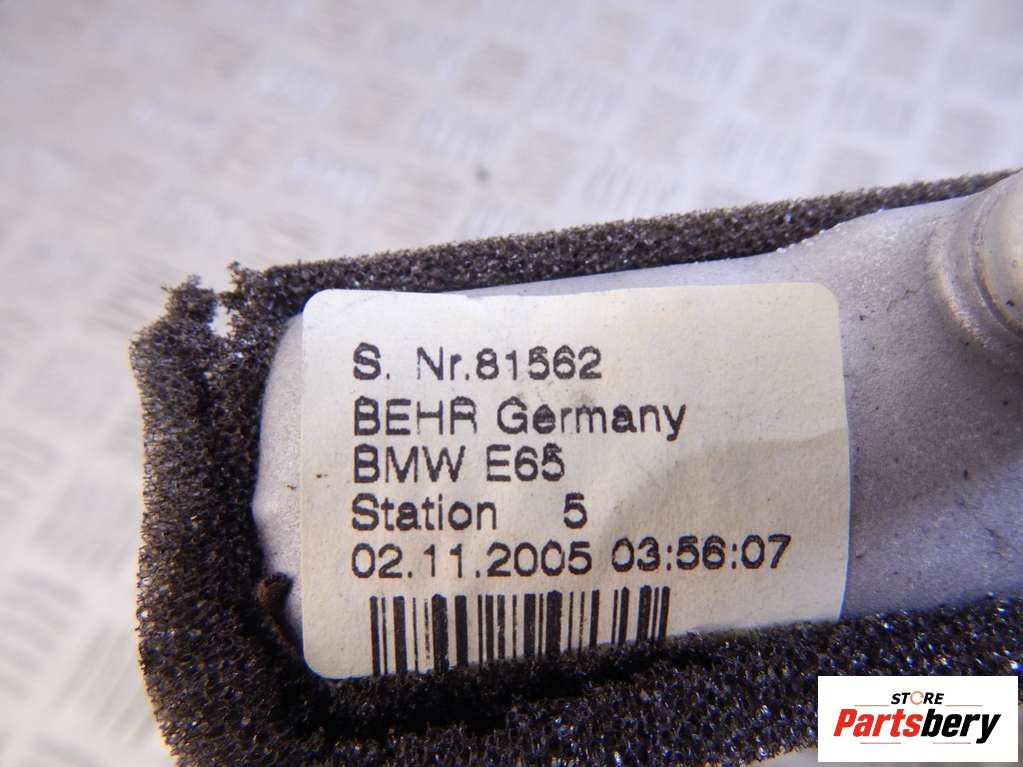 S. Nr.81562
BEHR Germany
BMW E65
Station 5
02.11.2005 03:56:07
STORE
Partsbery